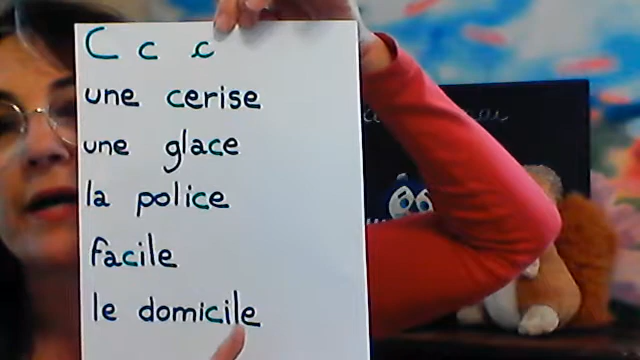 C c c
une cerise
une glace
la police
facile
le domicile